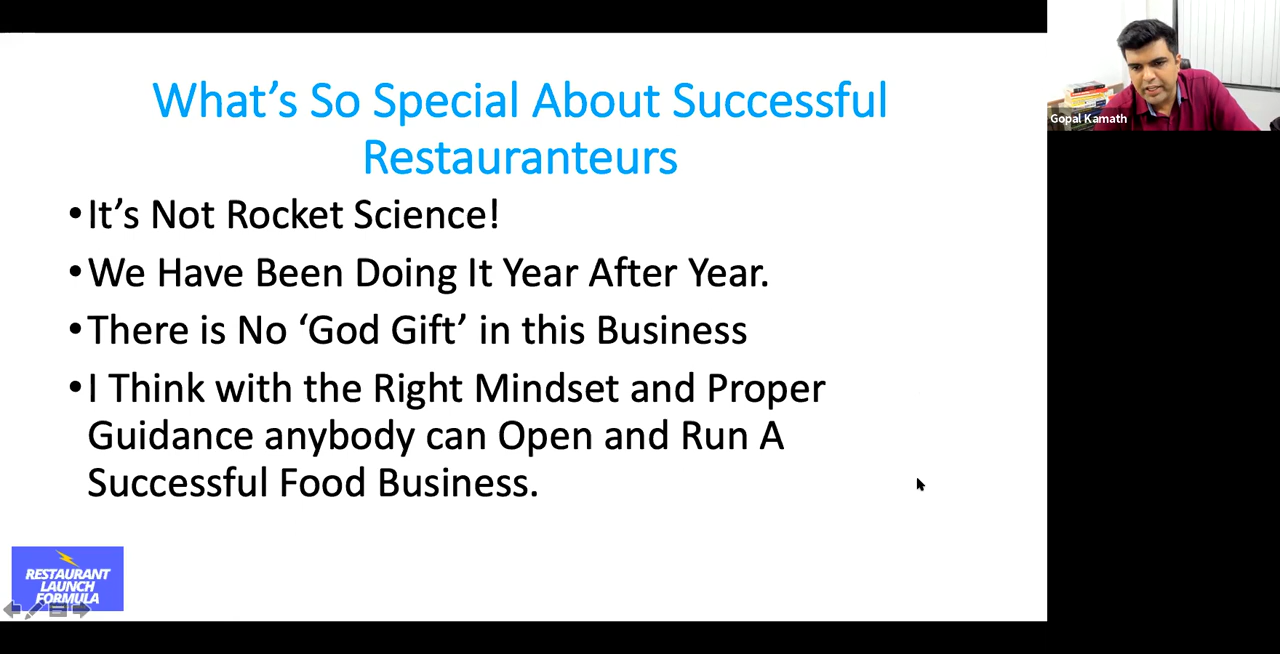 What's So Special About Successful
Restauranteurs
•It's Not Rocket Science!
•We Have Been Doing It Year After Year.
•There is No ‘God Gift’ in this Business
•I Think with the Right Mindset and Proper
Guidance anybody can Open and Run A
Successful Food Business.
RESTAURANT
LAUNCH
FORMULA
Gopal Kamath